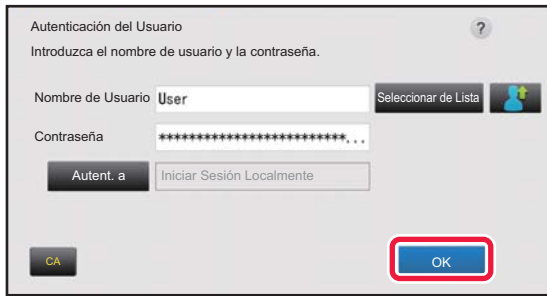 Autenticación del Usuario
?
Introduzca el nombre de usuario y la contraseña.
Nombre de Usuario User Seleccionar de Lista
Contraseña *************************...
Autent. a Iniciar Sesión Localmente
CA OK